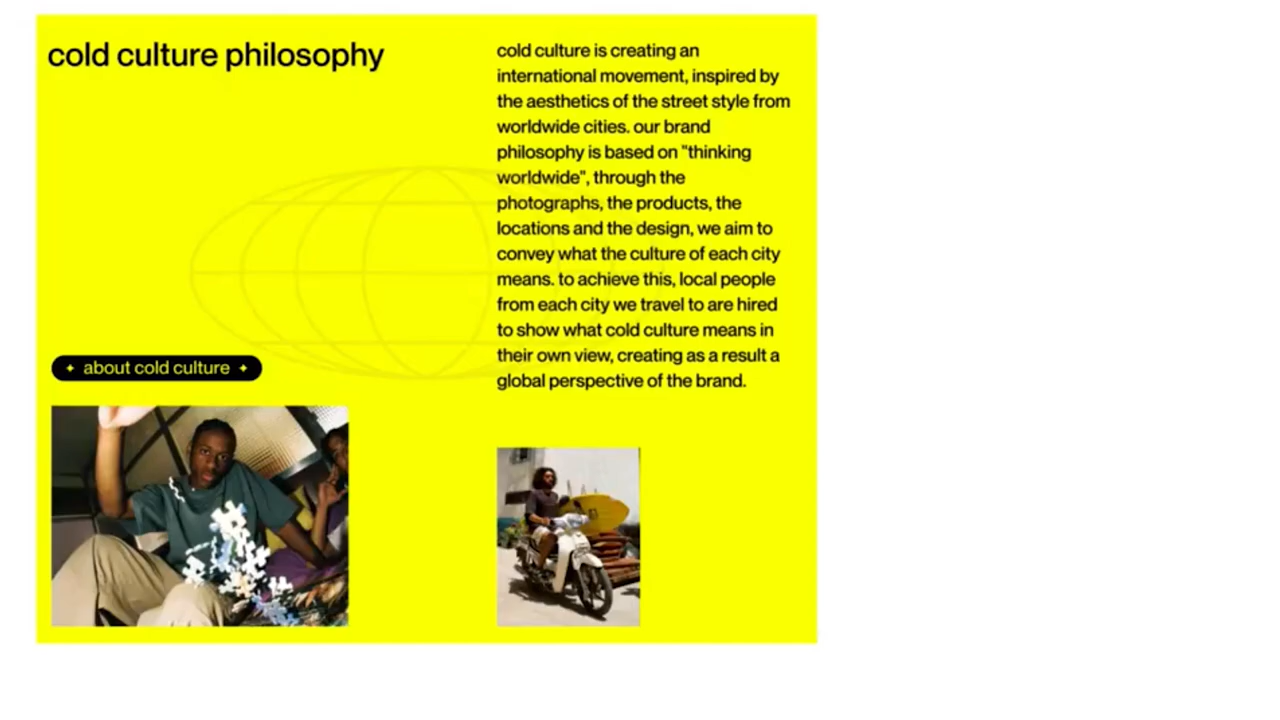 cold culture philosophy
cold culture is creating an
international movement, inspired by
the aesthetics of the street style from
worldwide cities. our brand
philosophy is based on "thinking
worldwide", through the
photographs, the products, the
locations and the design, we aim to
convey what the culture of each city
means. to achieve this, local people
from each city we travel to are hired
to show what cold culture means in
their own view, creating as a result a
global perspective of the brand.
about cold culture